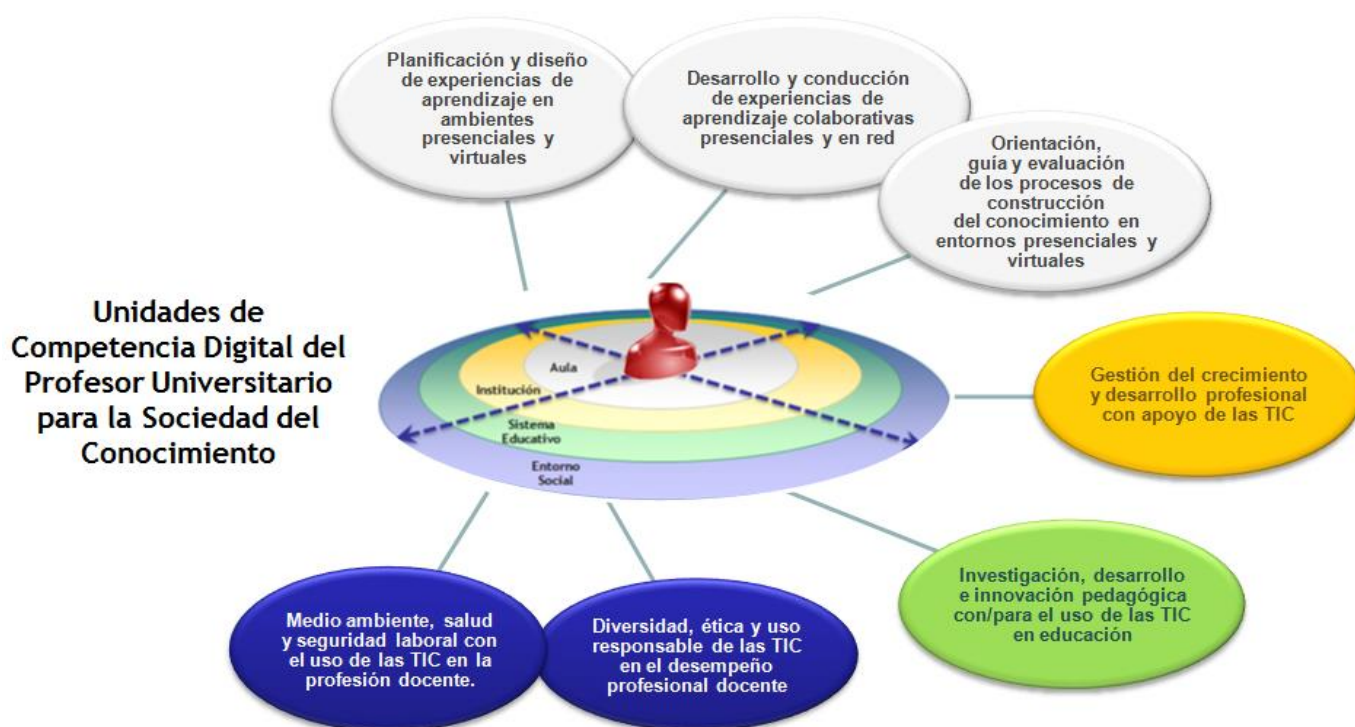 Planificación y diseño
de experiencias de
aprendizaje en
ambientes
presenciales y
virtuales
Desarrollo y conducción
de experiencias de
aprendizaje colaborativas
presenciales y en red
Orientación,
guía y evaluación
de los procesos de
construcción
del conocimiento en
entornos presenciales y
virtuales
Unidades de
Competencia Digital del
Profesor Universitario
para la Sociedad del
Conocimiento
Aula
Institución
Sistema
Educativo
Entorno
Social
Gestión del crecimiento
y desarrollo profesional
con apoyo de las TIC
Investigación, desarrollo
e innovación pedagógica
con/para el uso de las TIC
en educación
Medio ambiente, salud
y seguridad laboral con
el uso de las TIC en la
profesión docente.
Diversidad, ética y uso
responsable de las TIC
en el desempeño
profesional docente